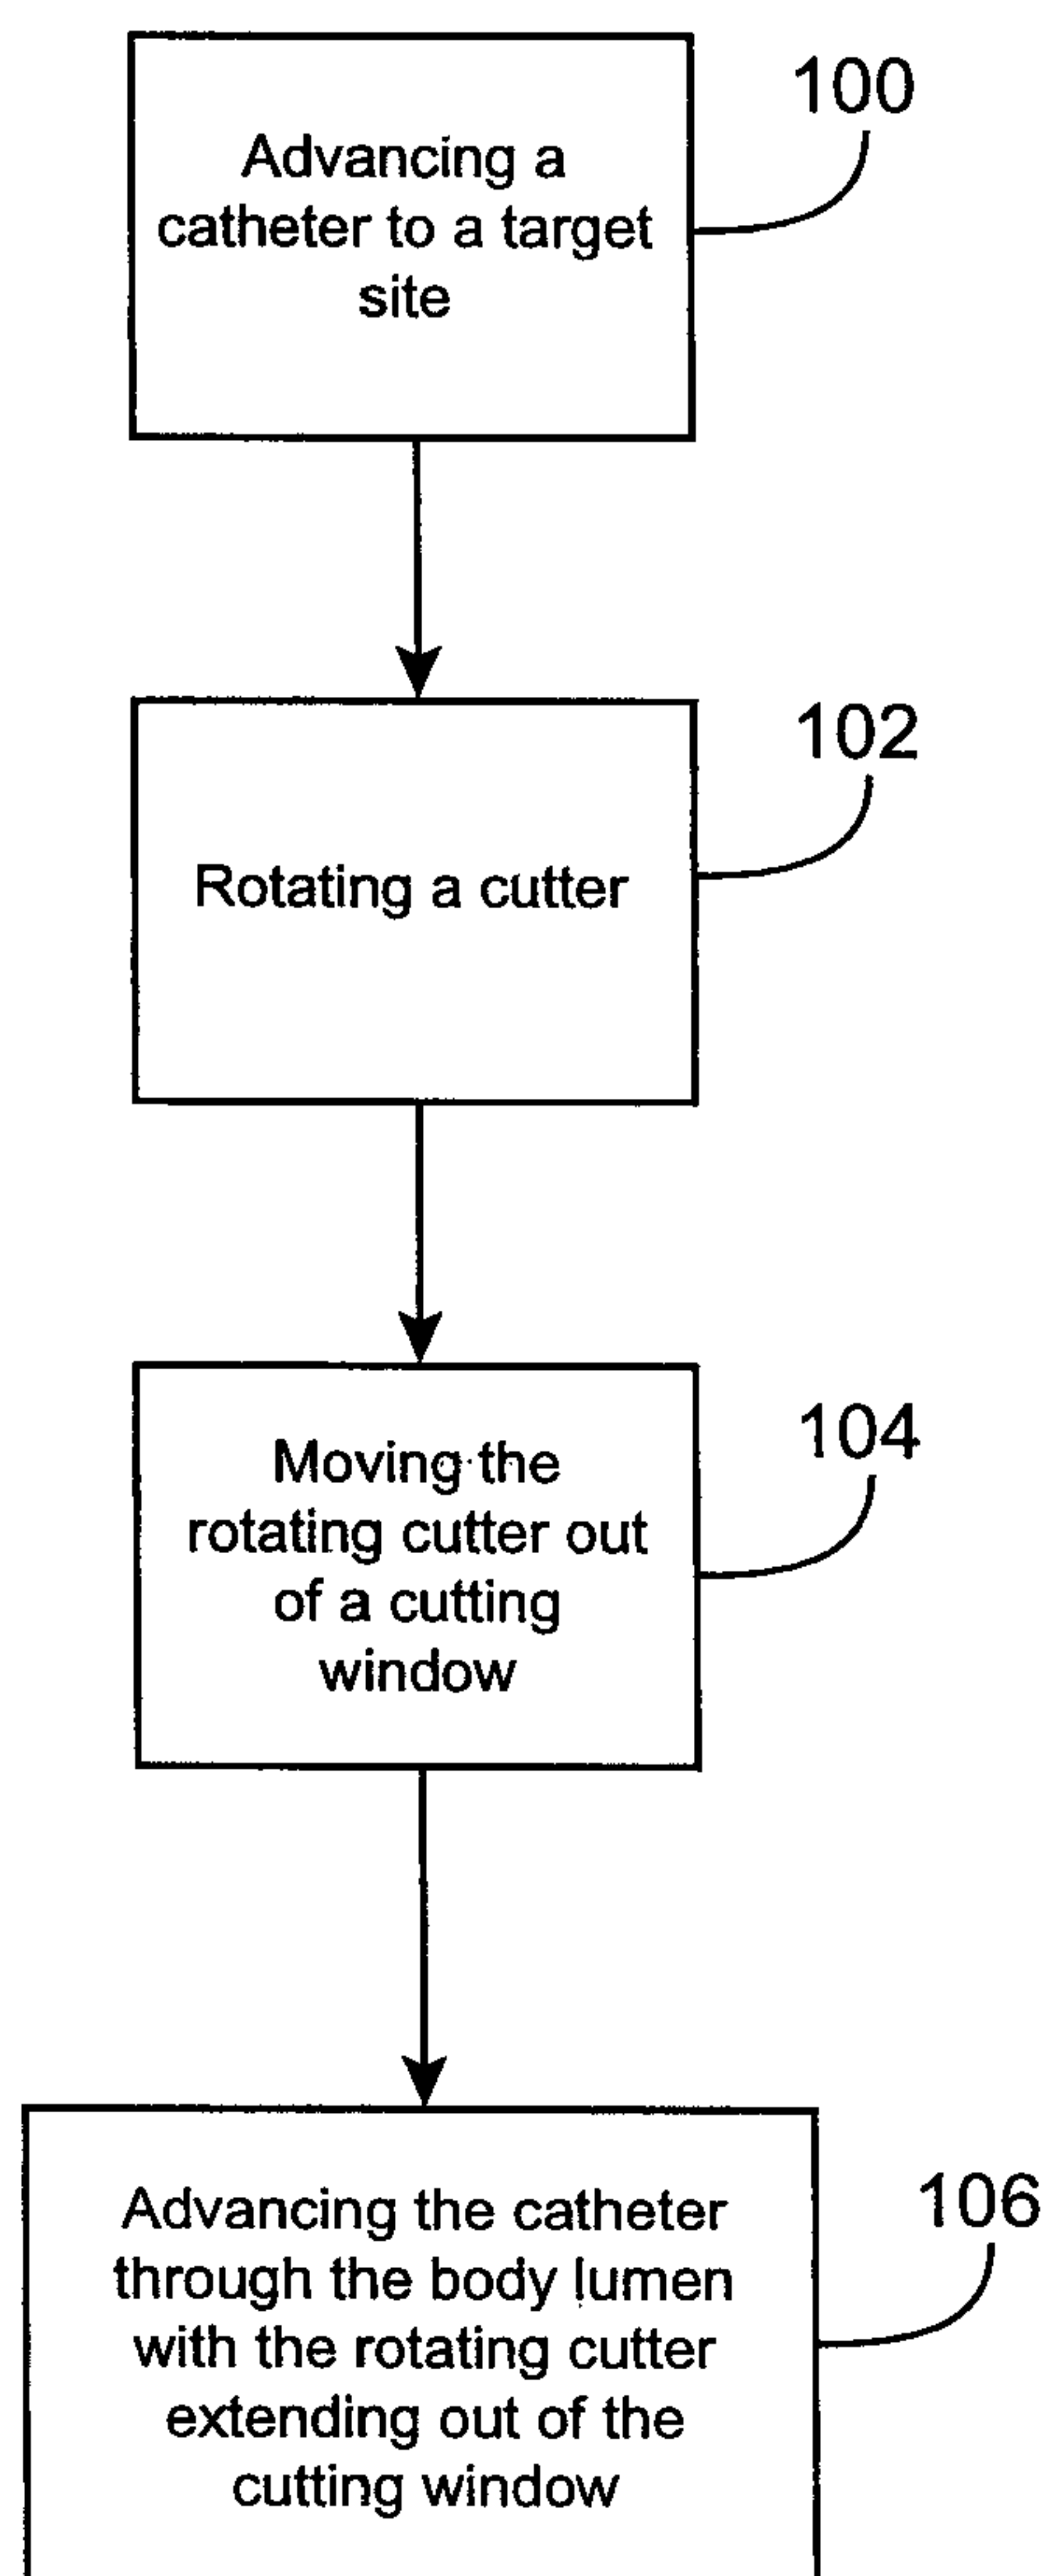 100
Advancing a
catheter to a target
site
102
Rotating a cutter
104
Moving the
rotating cutter out
of a cutting
window
106
Advancing the catheter
through the body lumen
with the rotating cutter
extending out of the
cutting window